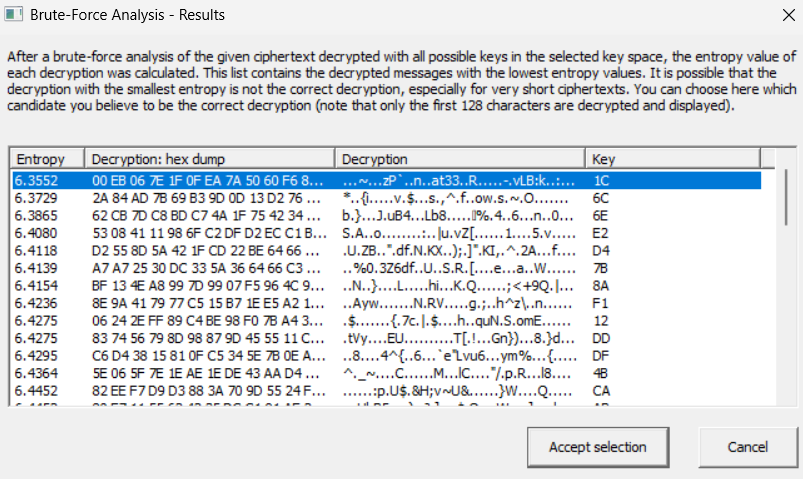 Brute-Force Analysis - Results
After a brute-force analysis of the given ciphertext decrypted with all possible keys in the selected key space, the entropy value of
each decryption was calculated. This list contains the decrypted messages with the lowest entropy values. It is possible that the
decryption with the smallest entropy is not the correct decryption, especially for very short ciphertexts. You can choose here which
candidate you believe to be the correct decryption (note that only the first 128 characters are decrypted and displayed).
Entropy Decryption: hex dump Decryption Key
6.3552 00 EB 06 7E 1F 0F EA 7A 50 60 F6 8... ...~...zP`..n..at33..R.....-.vLB:k..:... 1C
6.3729 2A 84 AD 7B 69 B3 9D 0D 13 D2 76 ... *..{i.....v.$...s.,^.f..ow.s.~.O....... 6C
6.3865 62 CB 7D C8 BD C7 4A 1F 75 42 34 ... b.}...J.uB4...Lb8.....%.4..6...n..0... 6E
6.4080 53 08 41 11 98 6F C2 DF D2 EC C1 B... S.A..o........:..|u.vZ[......1....5.v..... E2
6.4118 D2 55 8D 5A 42 1F CD 22 BE 64 66 ... .U.ZB..".df.N.KX..);.]".KI,.^.2A...f.... D4
6.4139 A7 A7 25 30 DC 33 5A 36 64 66 C3 ... ..%0.3Z6df..U..S.R.[....e...a..W....... 7B
6.4154 BF 13 4E A8 99 7D 99 07 F5 96 4C 9... ..N..}....L.....hi...K.Q......;<+9Q.|... 8A
6.4236 8E 9A 41 79 77 C5 15 B7 1E E5 A2 1... ..Ayw.......N.RV.....g.;..h^z\..n...... F1
6.4275 06 24 2E FF 89 C4 BE 98 F0 7B A4 3... .$.......{.7c.|.$....h..quN.S.omE...... 12
6.4275 83 74 56 79 8D 98 87 9D 45 55 11 C... .tVy....EU..........T[.!...Gn})...8.}d... DD
6.4295 C6 D4 38 15 81 0F C5 34 5E 7B 0E A... ..8....4^{..6...`e"Lvu6...ym%...{..... DF
6.4364 5E 06 5F 7E 1E AE 1E DE 43 AA D4 ... ^._~....C......M...lC...."/.p.R...l8.... 4B
6.4452 82 EE F7 D9 D3 88 3A 70 9D 55 24 F... ......:p.U$.&H;v~U&......}W....Q..... CA
Accept selection Cancel